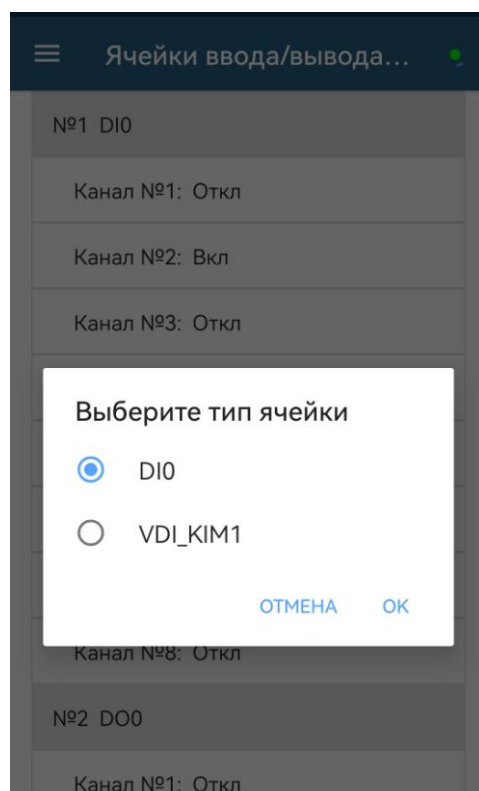 Ячейки ввода/вывода...
№1 DI0
Канал №1: Откл
Канал №2: Вкл
Канал №3: Откл
Выберите тип ячейки
DI0
VDI_KIM1
ОТМЕНА OK
Канал №8: Откл
№2 DO0
Канал №1: Откл